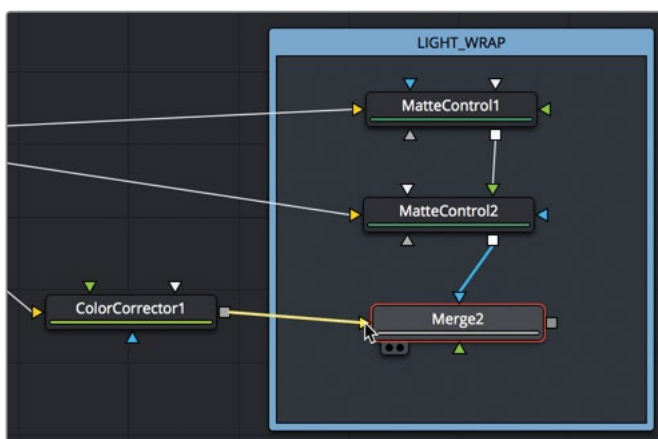 LIGHT_WRAP
MatteControl1
MatteControl2
ColorCorrector1
Merge2